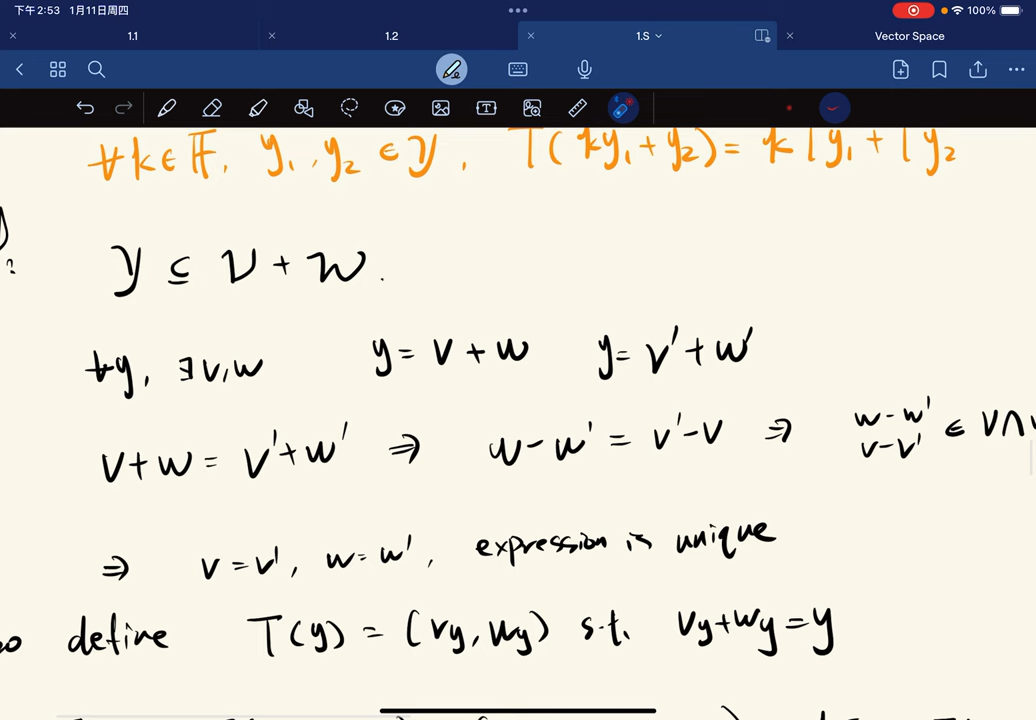 下午2:53 1月11日周四 100%
1.1 1.2 1.S Vector Space
∀k∈𝔽, y₁, y₂ ∈ Y, T(ky₁+y₂) = kTy₁ + Ty₂
Y ⊆ V + W.
∀y, ∃v,w y = v + w y = v' + w'
v+w = v'+w' ⇒ w-w' = v'-v ⇒ w-w' v-v' ∈ V∩
⇒ v=v', w=w', expression is unique
define T(y) = (vy, wy) s.t. vy+wy=y